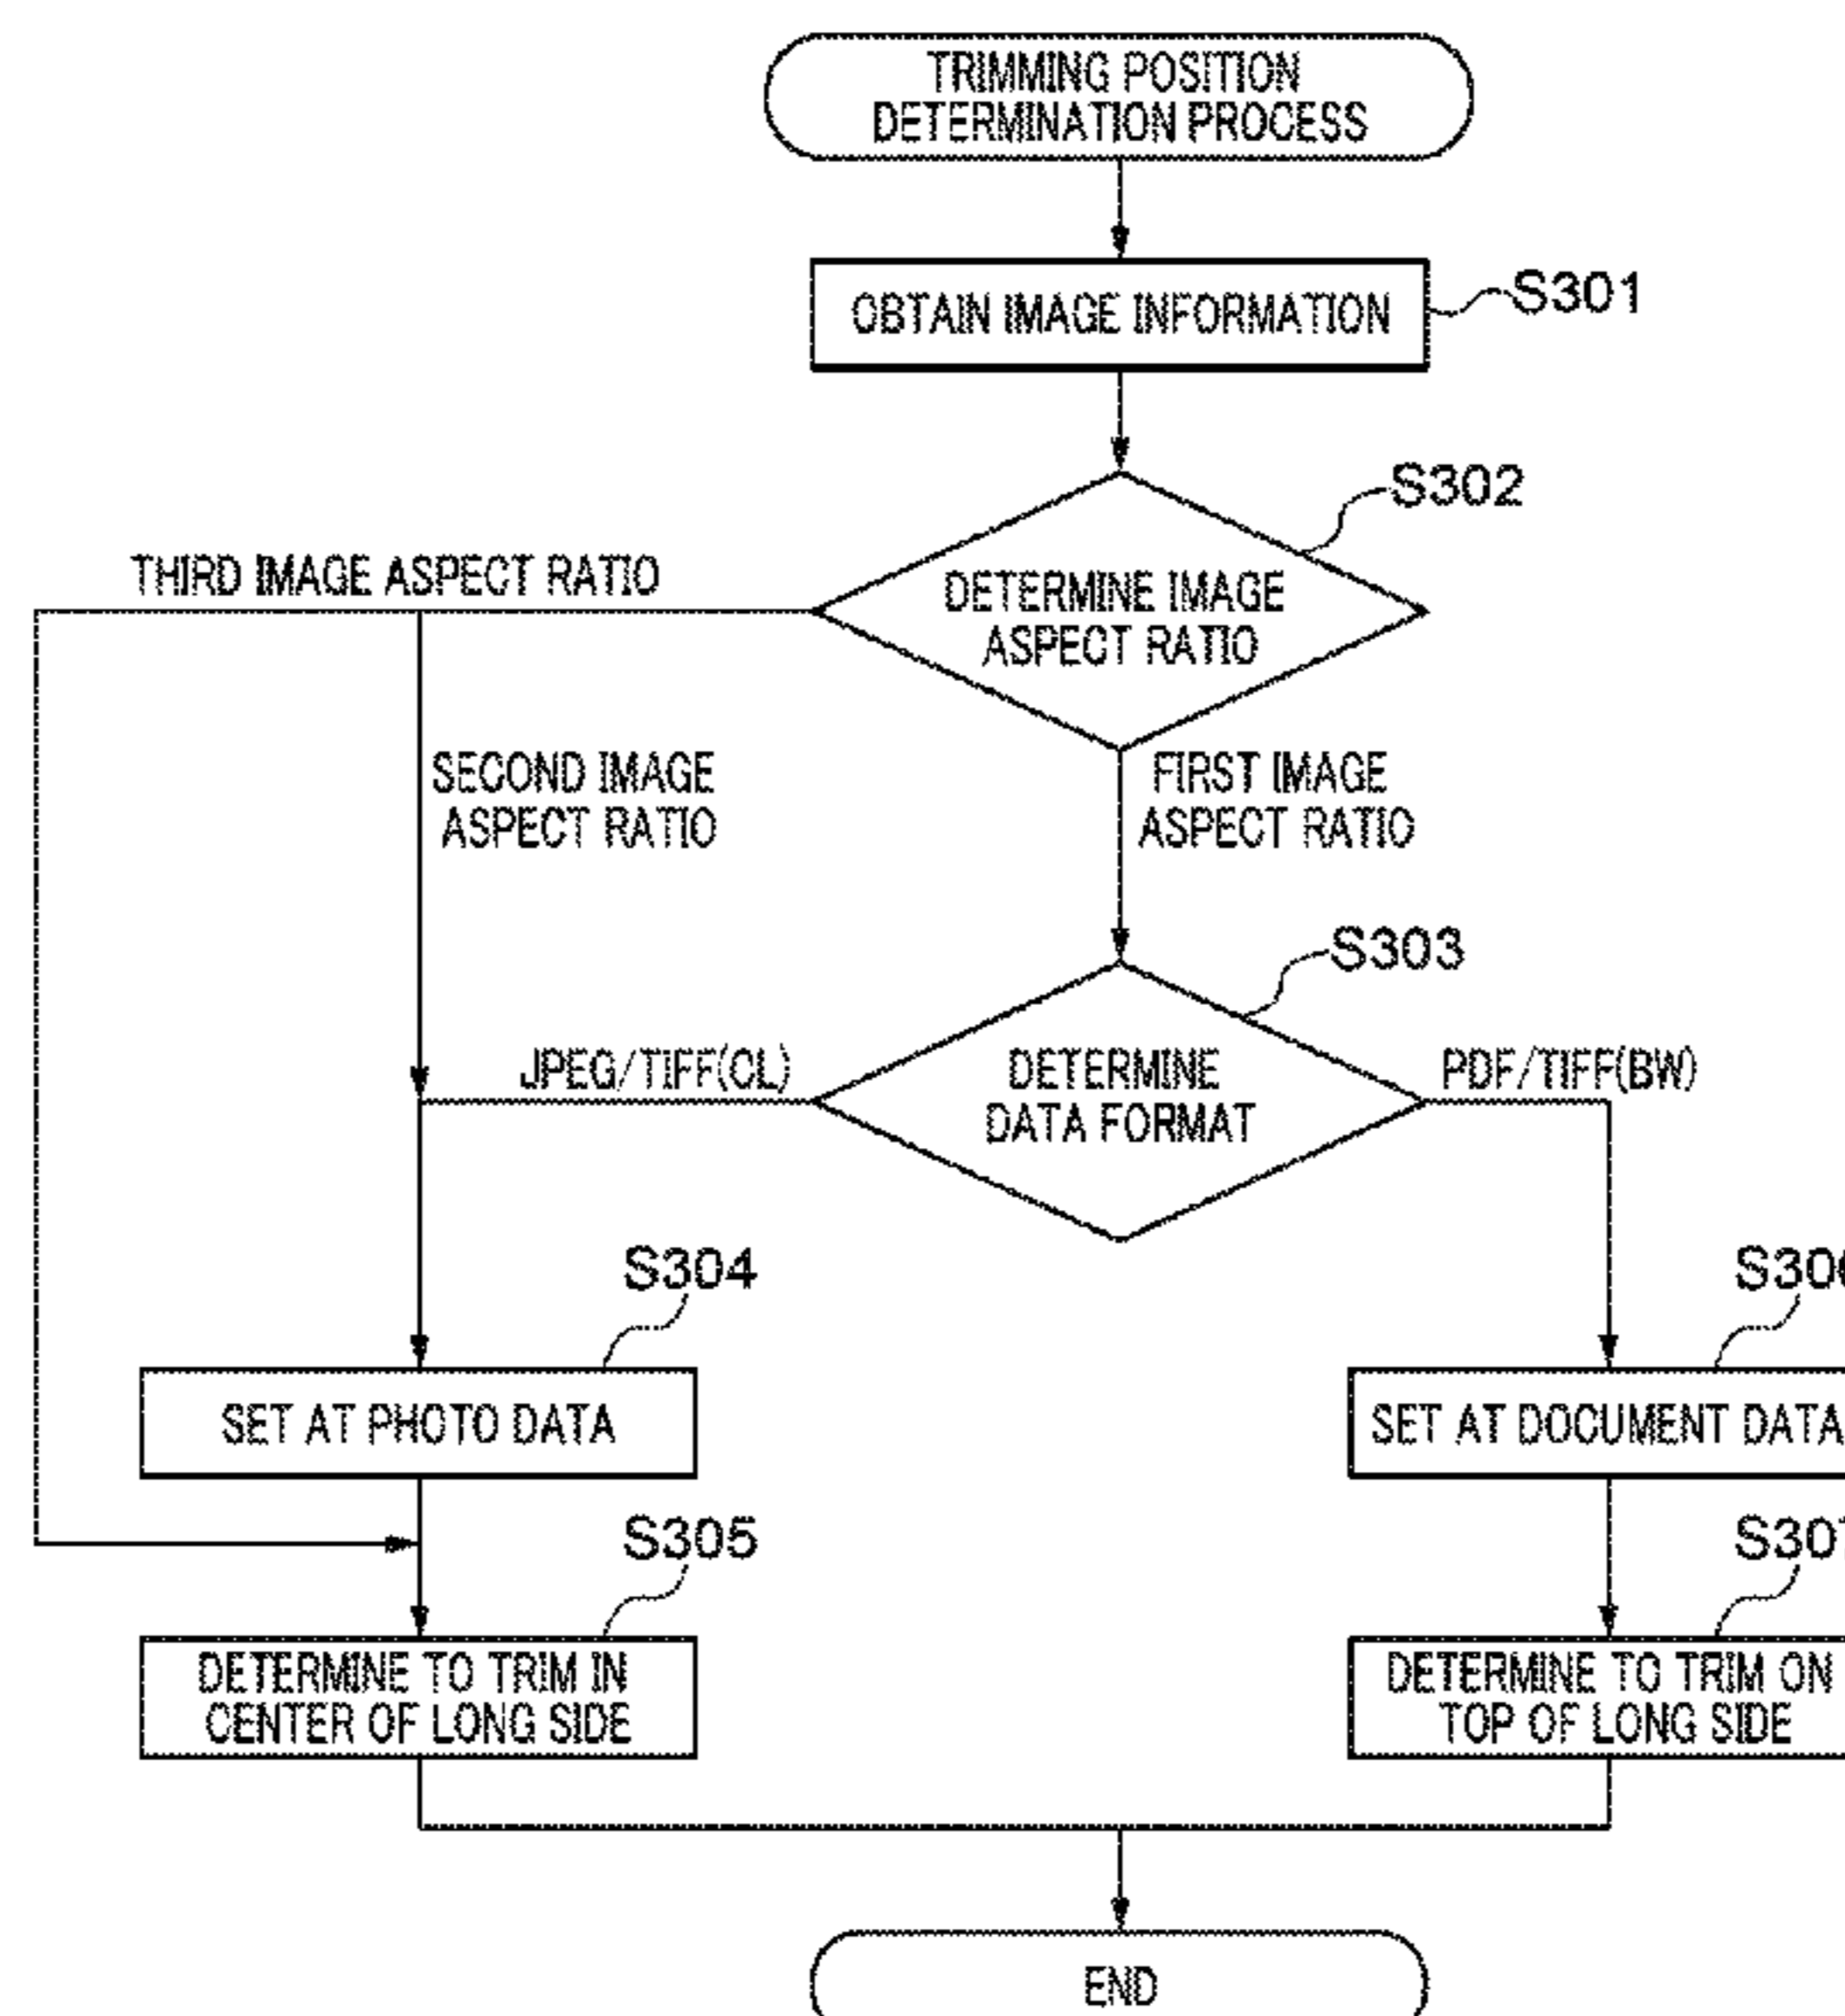 TRIMMING POSITION
DETERMINATION PROCESS
OBTAIN IMAGE INFORMATION
S301
S302
THIRD IMAGE ASPECT RATIO
DETERMINE IMAGE
ASPECT RATIO
SECOND IMAGE
ASPECT RATIO
FIRST IMAGE
ASPECT RATIO
S303
JPEG/TIFF(CL)
DETERMINE
DATA FORMAT
PDF/TIFF(BW)
S304
S306
SET AT PHOTO DATA
SET AT DOCUMENT DATA
S305
S307
DETERMINE TO TRIM IN
CENTER OF LONG SIDE
DETERMINE TO TRIM ON
TOP OF LONG SIDE
END